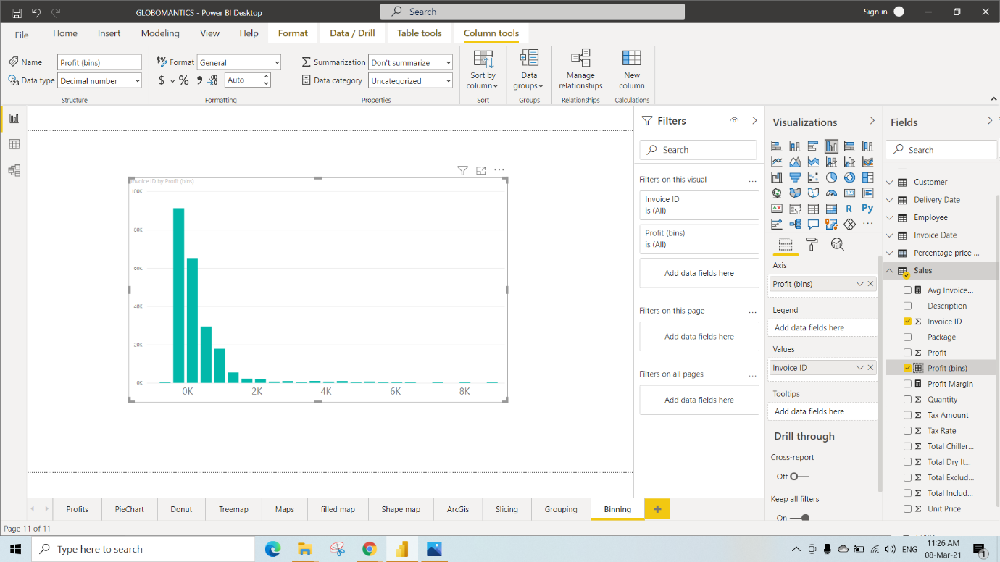 GLOBOMANTICS - Power BI Desktop
Search
Sign in
File
Home
Insert
Modeling
View
Help
Format
Data / Drill
Table tools
Column tools
Name
Profit (bins)
Data type
Decimal number
Structure
$% Format
General
$ % 9 .00
Auto
Formatting
Summarization
Don't summarize
Data category
Uncategorized
Properties
Sort by
column
Sort
Data
groups
Groups
Manage
relationships
Relationships
New
column
Calculations
Invoice ID by Profit (bins)
100K
80K
60K
40K
20K
0K
0K 2K 4K 6K 8K
Filters
Search
Filters on this visual
...
Invoice ID
is (All)
Profit (bins)
is (All)
Add data fields here
Filters on this page
...
Add data fields here
Filters on all pages
...
Add data fields here
Visualizations
123
R
Py
...
Axis
Profit (bins)
Legend
Add data fields here
Values
Invoice ID
Tooltips
Add data fields here
Drill through
Cross-report
Off
Keep all filters
On
Fields
Search
Customer
Delivery Date
Employee
Invoice Date
Percentage price ...
Sales
Avg Invoice...
Description
Σ Invoice ID
Package
Σ Profit
Profit (bins)
Profit Margin
Σ Quantity
Σ Tax Amount
Σ Tax Rate
Σ Total Chiller...
Σ Total Dry It...
Σ Total Exclud...
Σ Total Includ...
Σ Unit Price
Profits
PieChart
Donut
Treemap
Maps
filled map
Shape map
ArcGis
Slicing
Grouping
Binning
+
Page 11 of 11
Type here to search
ENG
11:26 AM
08-Mar-21
1